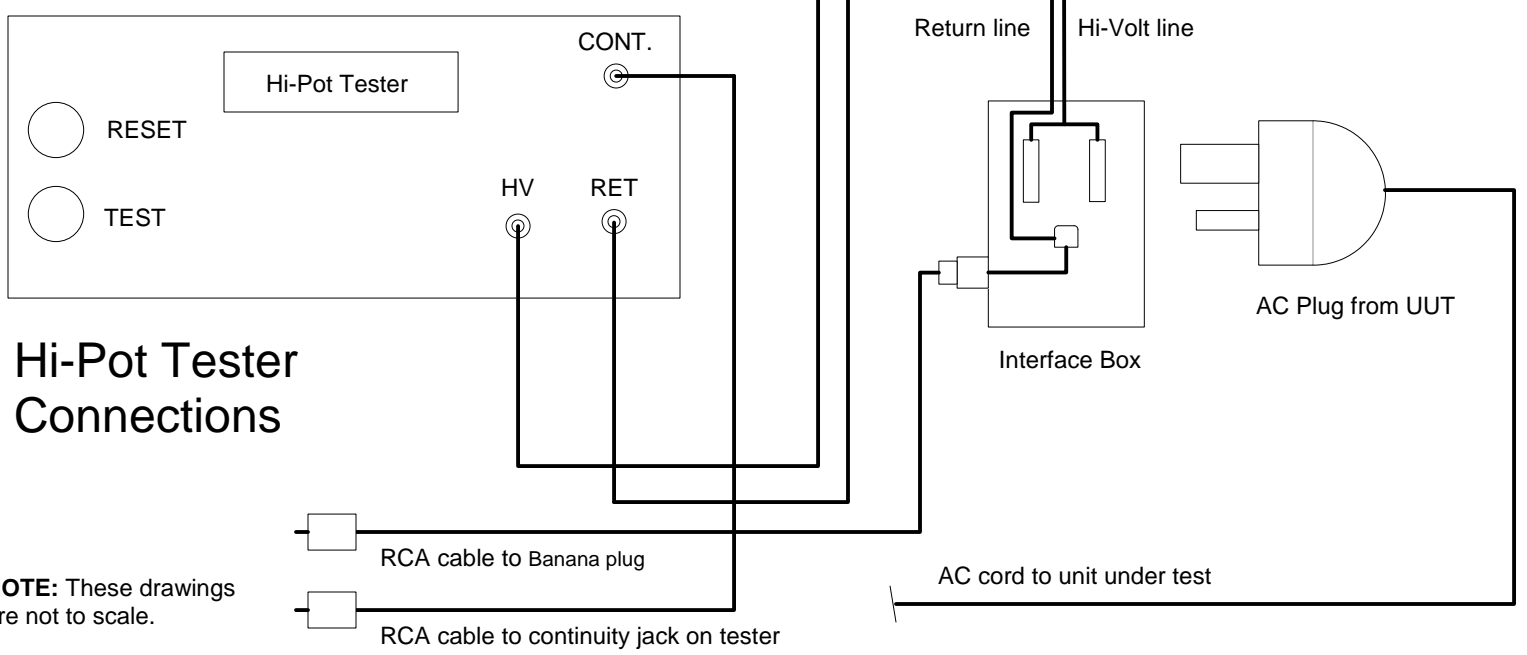 Return line
Hi-Volt line
CONT.
Hi-Pot Tester
RESET
HV
RET
TEST
AC Plug from UUT
Interface Box
Hi-Pot Tester
Connections
RCA cable to Banana plug
AC cord to unit under test
OTE: These drawings
re not to scale.
RCA cable to continuity jack on tester